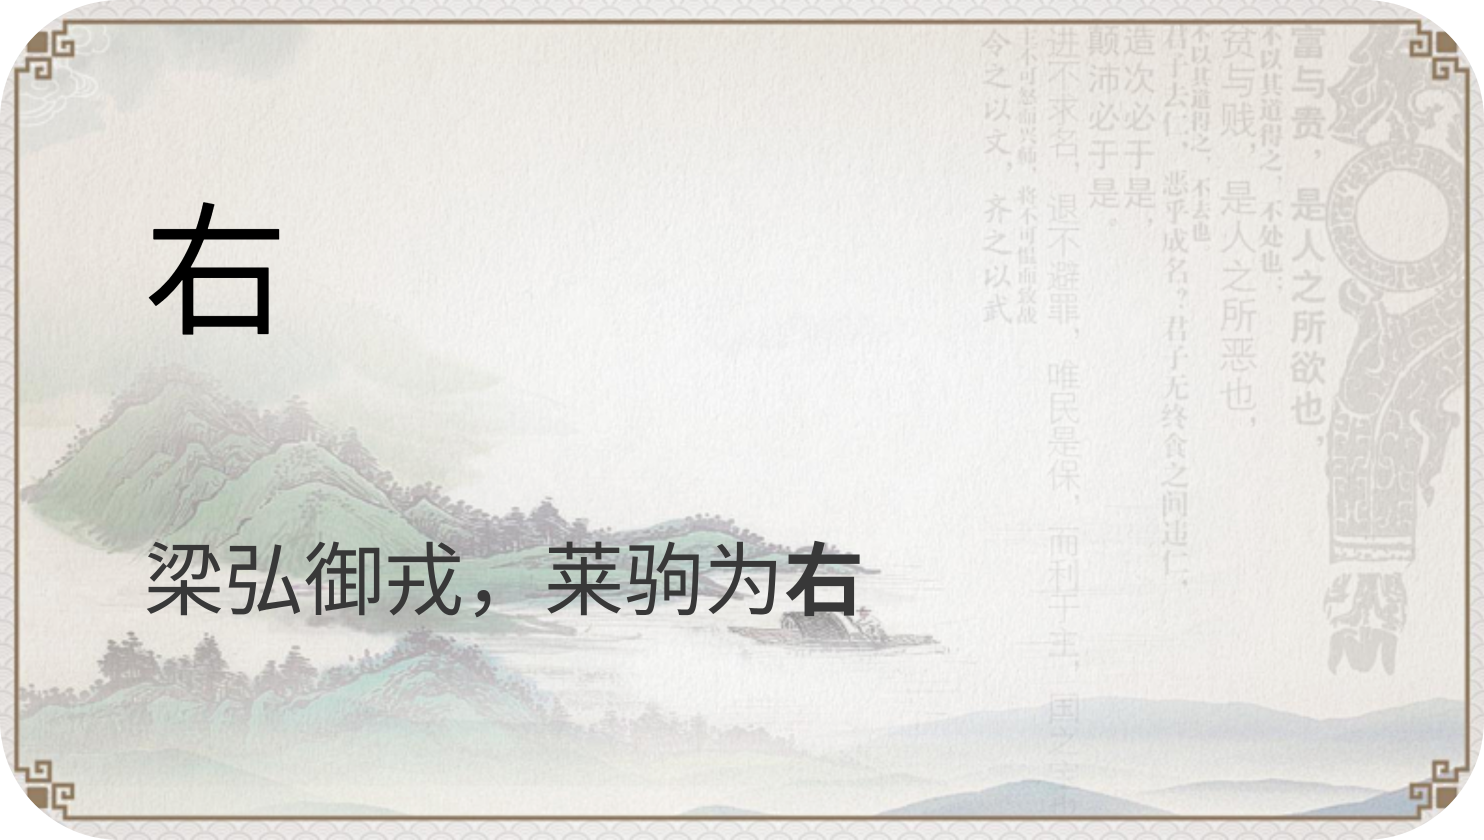 右
梁弘御戎，莱驹为右
富与贵，是人之所欲也，
不以其道得之，不处也；
贫与贱，是人之所恶也，
不以其道得之，不去也
君子去仁，恶乎成名？君子无终食之间违仁，
造次必于是，
颠沛必于是。
进不求名，退不避罪，唯民是保，而利于主，国之宝也
主不可怒而兴师，将不可愠而致战
令之以文，齐之以武